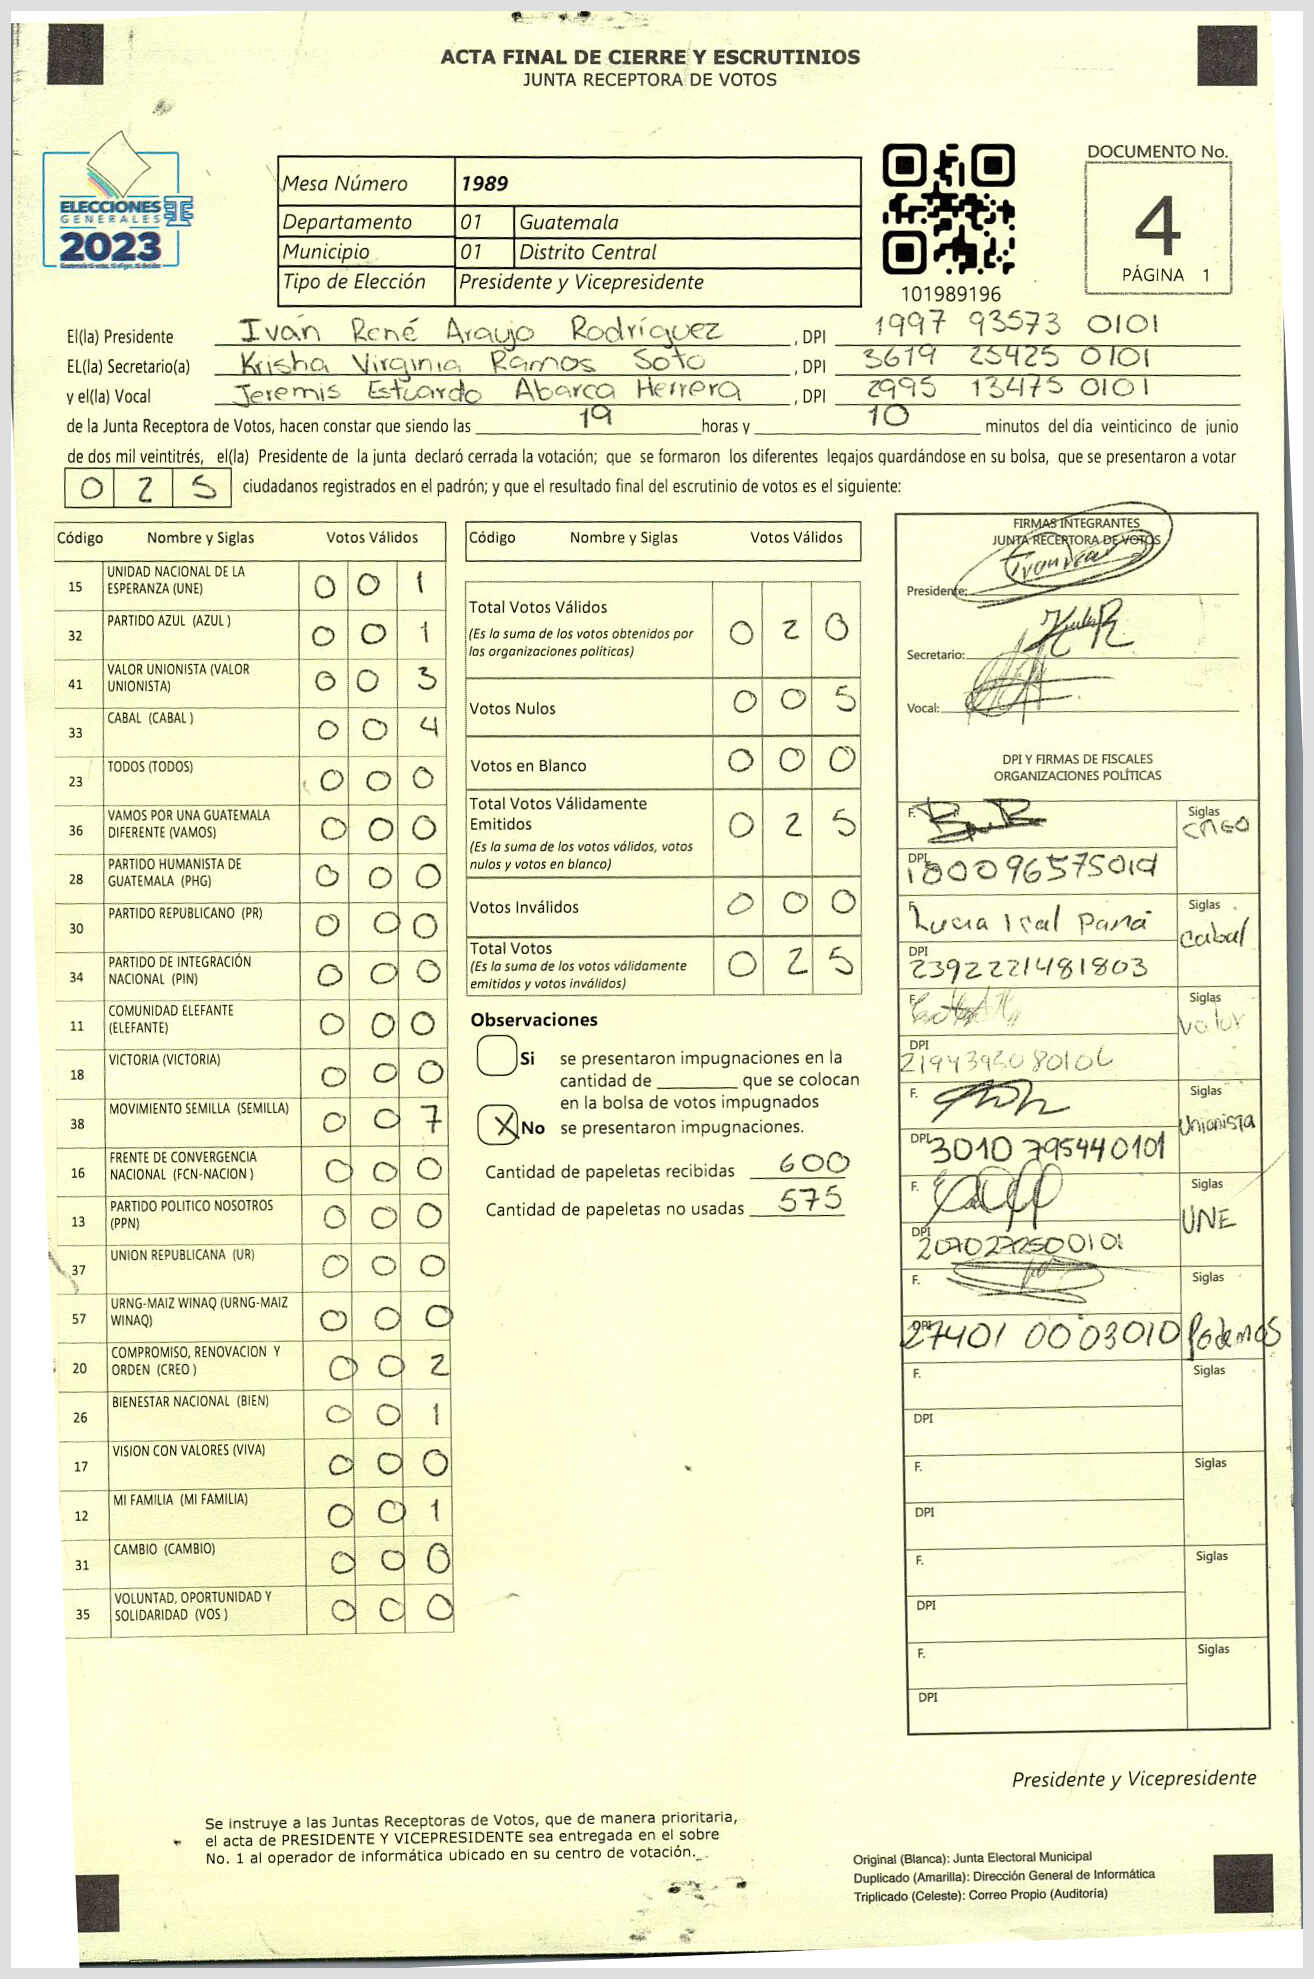 ACTA FINAL DE CIERRE Y ESCRUTINIOS
JUNTA RECEPTORA DE VOTOS
ELECCIONES
GENERALES
2023
Mesa Número 1989
Departamento 01 Guatemala
Municipio 01 Distrito Central
Tipo de Elección Presidente y Vicepresidente
101989196
DOCUMENTO No.
4
PÁGINA 1
El(la) Presidente Iván René Araujo Rodríguez , DPI 1997 93573 0101
EL(la) Secretario(a) Krisha Virginia Ramos Soto , DPI 3619 25425 0101
y el(la) Vocal Jeremis Estuardo Abarca Herrera , DPI 2995 13475 0101
de la Junta Receptora de Votos, hacen constar que siendo las 19 horas y 10 minutos del día veinticinco de junio
de dos mil veintitrés, el(la) Presidente de la junta declaró cerrada la votación; que se formaron los diferentes legajos guardándose en su bolsa, que se presentaron a votar
0 2 5 ciudadanos registrados en el padrón; y que el resultado final del escrutinio de votos es el siguiente:
Código Nombre y Siglas Votos Válidos
15 UNIDAD NACIONAL DE LA ESPERANZA (UNE) 0 0 1
32 PARTIDO AZUL (AZUL ) 0 0 1
41 VALOR UNIONISTA (VALOR UNIONISTA) 0 0 3
33 CABAL (CABAL ) 0 0 4
23 TODOS (TODOS) 0 0 0
36 VAMOS POR UNA GUATEMALA DIFERENTE (VAMOS) 0 0 0
28 PARTIDO HUMANISTA DE GUATEMALA (PHG) 0 0 0
30 PARTIDO REPUBLICANO (PR) 0 0 0
34 PARTIDO DE INTEGRACIÓN NACIONAL (PIN) 0 0 0
11 COMUNIDAD ELEFANTE (ELEFANTE) 0 0 0
18 VICTORIA (VICTORIA) 0 0 0
38 MOVIMIENTO SEMILLA (SEMILLA) 0 0 7
16 FRENTE DE CONVERGENCIA NACIONAL (FCN-NACION ) 0 0 0
13 PARTIDO POLITICO NOSOTROS (PPN) 0 0 0
37 UNION REPUBLICANA (UR) 0 0 0
57 URNG-MAIZ WINAQ (URNG-MAIZ WINAQ) 0 0 0
20 COMPROMISO, RENOVACION Y ORDEN (CREO ) 0 0 2
26 BIENESTAR NACIONAL (BIEN) 0 0 1
17 VISION CON VALORES (VIVA) 0 0 0
12 MI FAMILIA (MI FAMILIA) 0 0 1
31 CAMBIO (CAMBIO) 0 0 0
35 VOLUNTAD, OPORTUNIDAD Y SOLIDARIDAD (VOS ) 0 0 0
Código Nombre y Siglas Votos Válidos
Total Votos Válidos 0 2 0
(Es la suma de los votos obtenidos por
las organizaciones políticas)
Votos Nulos 0 0 5
Votos en Blanco 0 0 0
Total Votos Válidamente
Emitidos 0 2 5
(Es la suma de los votos válidos, votos
nulos y votos en blanco)
Votos Inválidos 0 0 0
Total Votos 0 2 5
(Es la suma de los votos válidamente
emitidos y votos inválidos)
Observaciones
Si se presentaron impugnaciones en la
cantidad de ________ que se colocan
en la bolsa de votos impugnados
X No se presentaron impugnaciones.
Cantidad de papeletas recibidas 600
Cantidad de papeletas no usadas 575
FIRMAS INTEGRANTES
JUNTA RECEPTORA DE VOTOS
Presidente:
Secretario:
Vocal:
DPI Y FIRMAS DE FISCALES
ORGANIZACIONES POLÍTICAS
F. Siglas
DPI
F. Lucia Siglas Cabal
DPI 2392221481803
F. Siglas Valor
DPI
F. Siglas Unionista
DPI 3010 795440101
F. Siglas UNE
DPI
F. Siglas Podemos
DPI 27401 00 03010
F. Siglas
DPI
F. Siglas
DPI
F. Siglas
DPI
F. Siglas
DPI
Presidente y Vicepresidente
Se instruye a las Juntas Receptoras de Votos, que de manera prioritaria,
el acta de PRESIDENTE Y VICEPRESIDENTE sea entregada en el sobre
No. 1 al operador de informática ubicado en su centro de votación.
Original (Blanca): Junta Electoral Municipal
Duplicado (Amarilla): Dirección General de Informática
Triplicado (Celeste): Correo Propio (Auditoría)